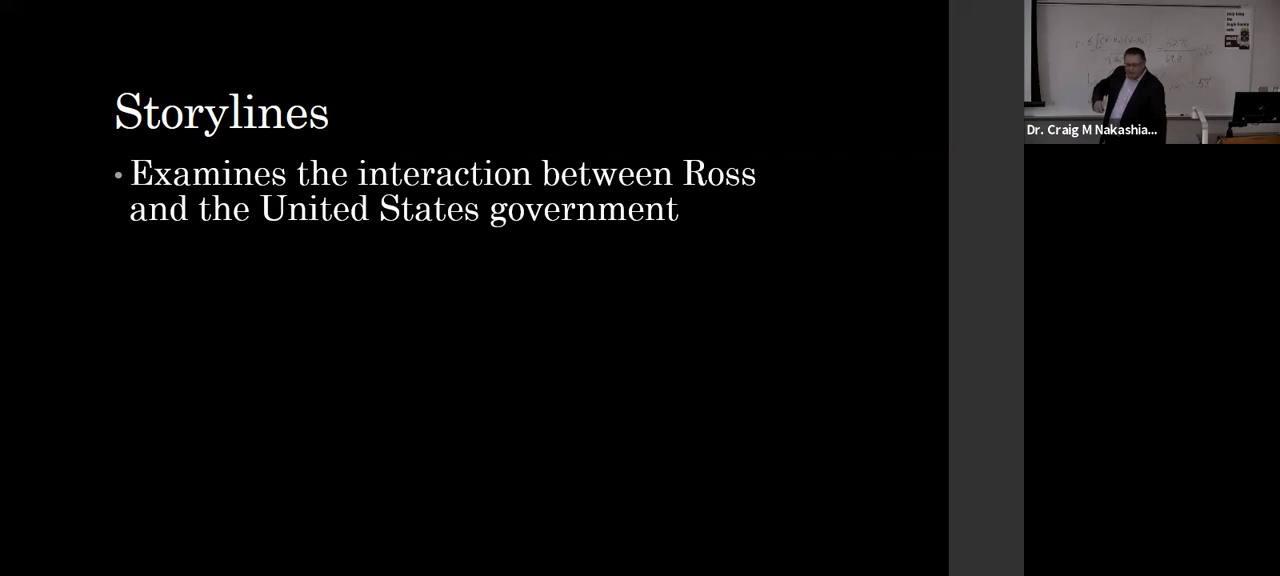 Storylines
• Examines the interaction between Ross
and the United States government
Dr. Craig M Nakashia...